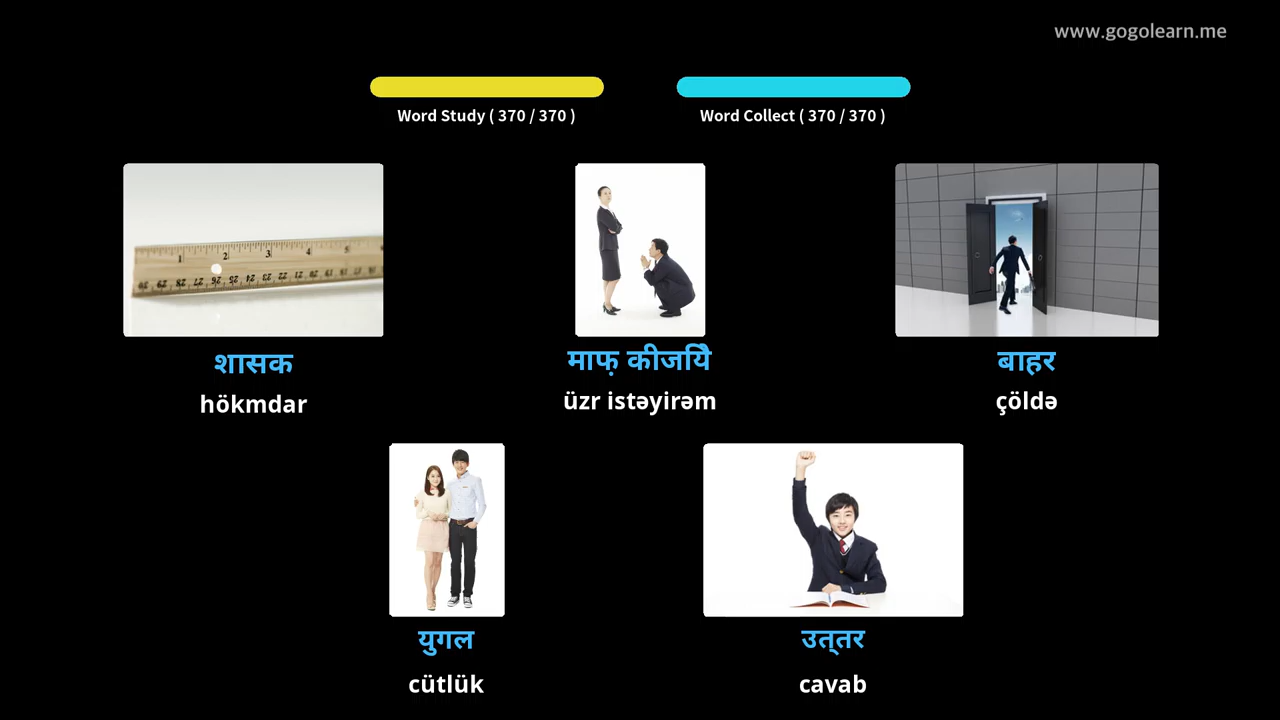 www.gogolearn.me
Word Study ( 370 / 370 )
Word Collect ( 370 / 370 )
शासक
माफ़ कीजियेि
बाहर
hökmdar
üzr istəyirəm
çöldə
युगल
उत्तर
cütlük
cavab